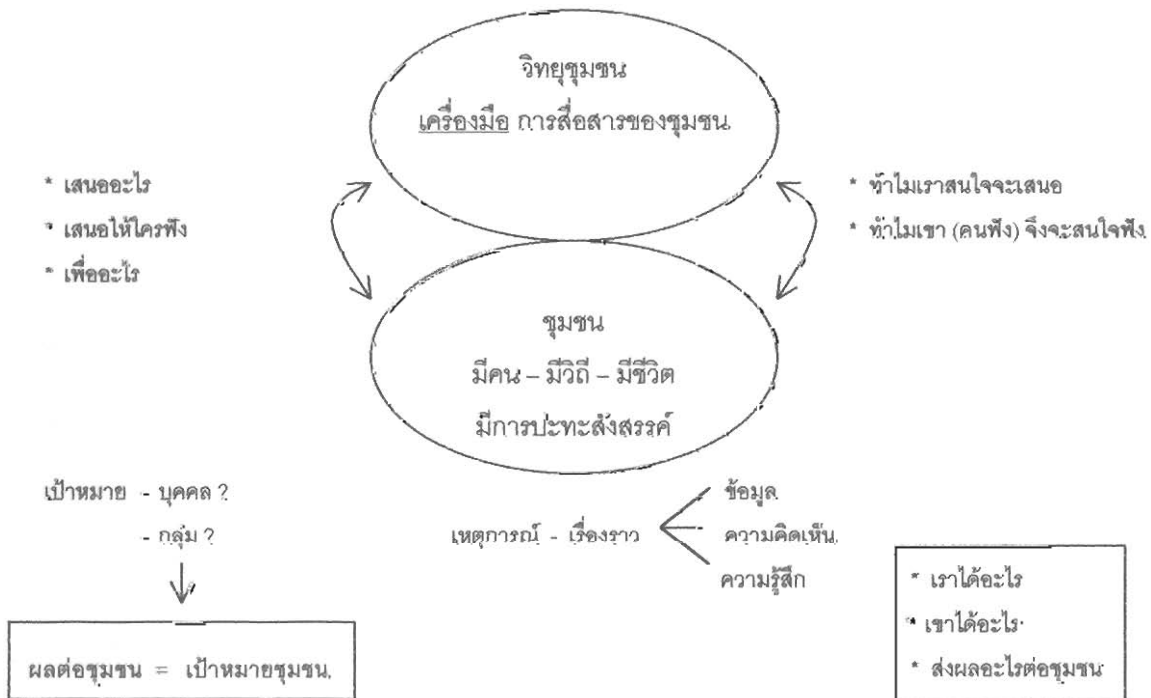 วิทยุชุมชน
เครื่องมือ การสื่อสารของชุมชน
* เสนออะไร
* เสนอให้ใครฟัง
* เพื่ออะไร
* ทำไมเราสนใจจะเสนอ
* ทำไมเขา (คนฟัง) จึงจะสนใจฟัง
ชุมชน
มีคน – มีวิถี – มีชีวิต
มีการปะทะสังสรรค์
เป้าหมาย - บุคคล ?
- กลุ่ม ?
เหตุการณ์ - เรื่องราว
ข้อมูล
ความคิดเห็น
ความรู้สึก
ผลต่อชุมชน = เป้าหมายชุมชน
* เราได้อะไร
* เขาได้อะไร
* ส่งผลอะไรต่อชุมชน